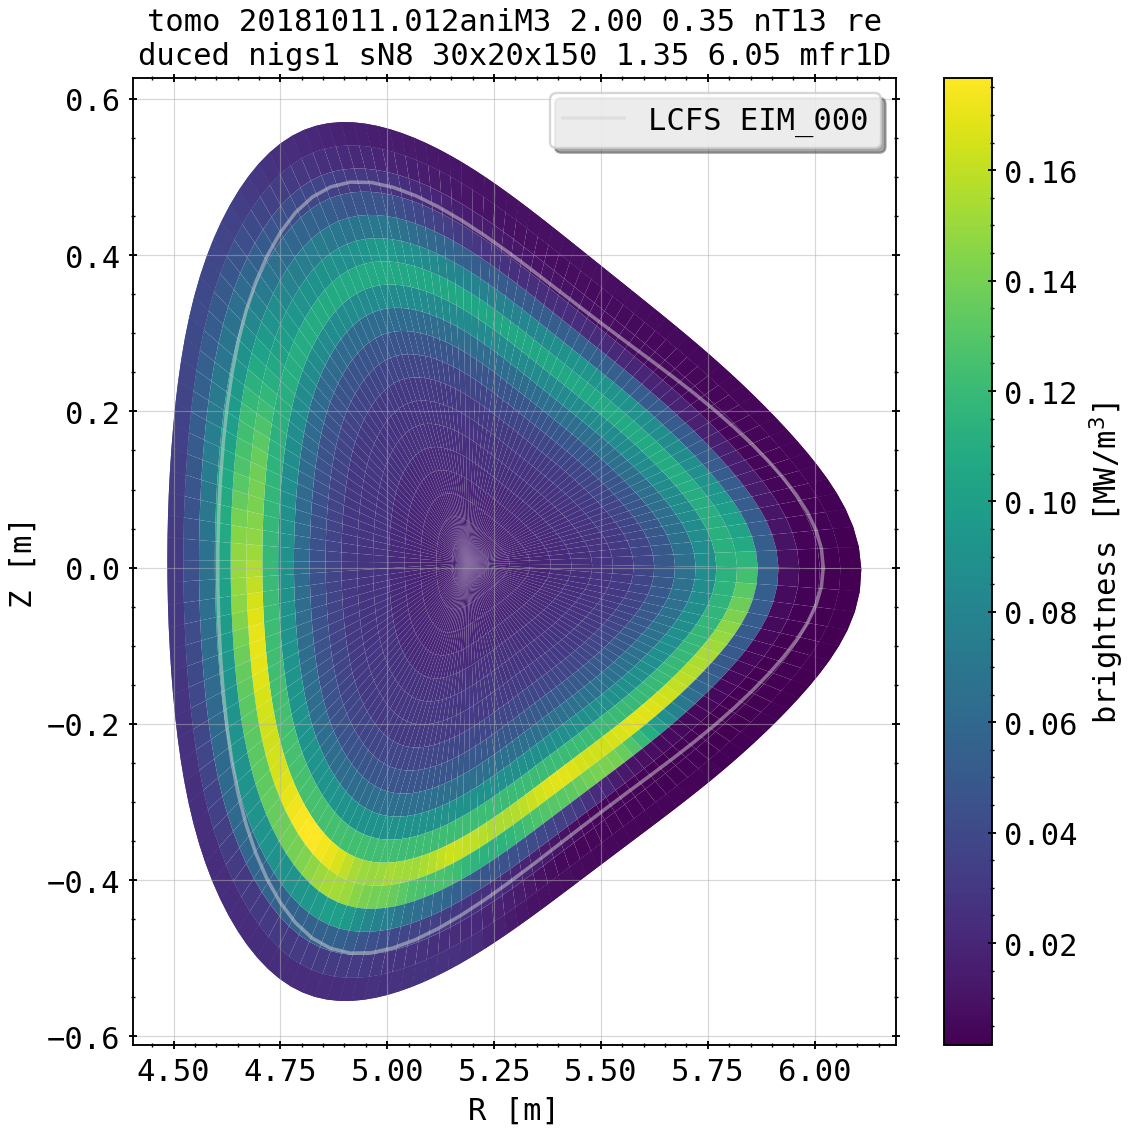 tomo 20181011.012aniM3 2.00 0.35 nT13 re
duced nigs1 sN8 30x20x150 1.35 6.05 mfr1D
LCFS EIM_000
0.6
0.4
0.2
0.0
−0.2
−0.4
−0.6
Z [m]
4.50 4.75 5.00 5.25 5.50 5.75 6.00
R [m]
0.16
0.14
0.12
0.10
0.08
0.06
0.04
0.02
brightness [MW/m³]